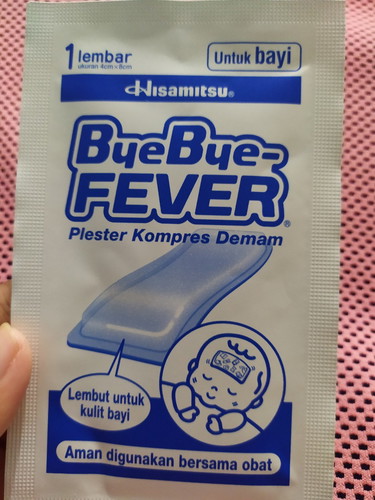 1 lembar
ukuran 4cm x 8cm
Untuk bayi
Hisamitsu®
ByeBye-
FEVER®
Plester Kompres Demam
Lembut untuk
kulit bayi
Aman digunakan bersama obat